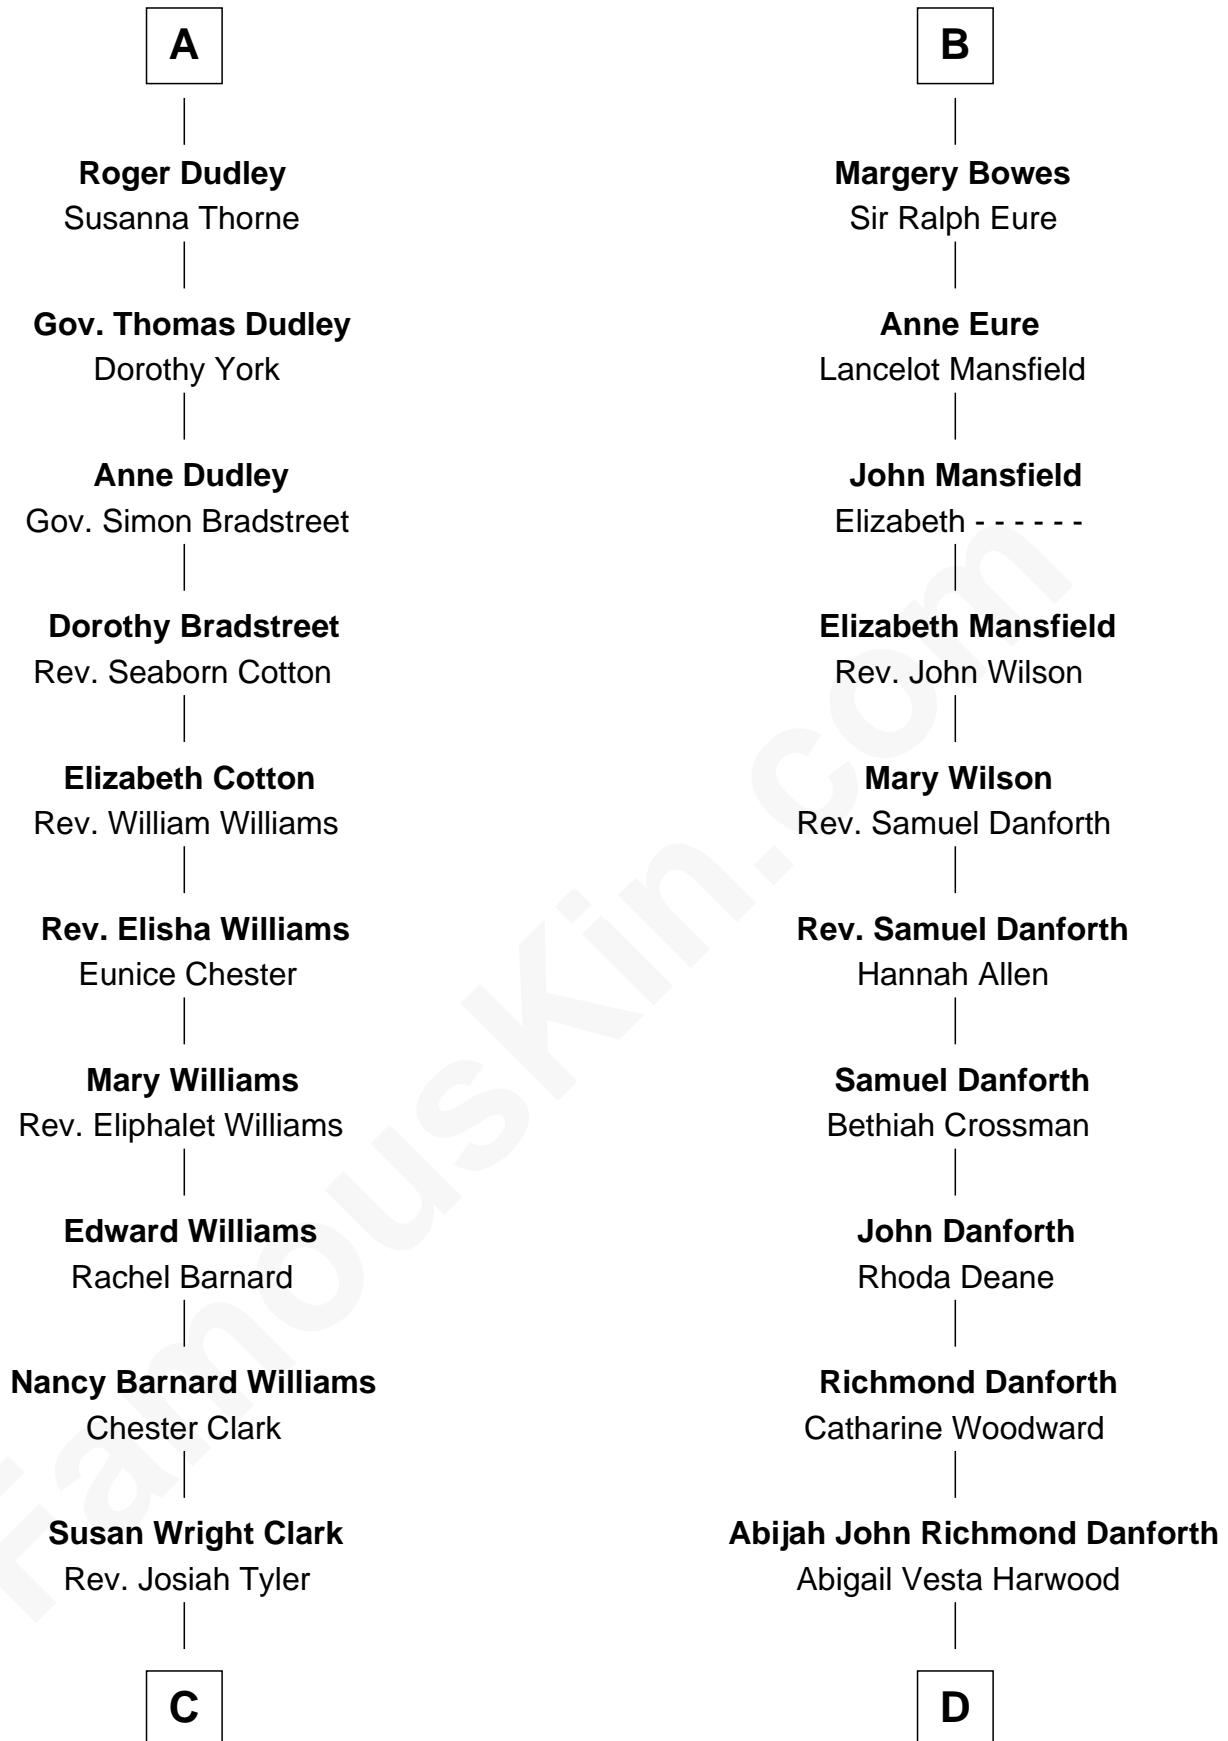 A
Roger Dudley
Susanna Thorne
Gov. Thomas Dudley
Dorothy York
Anne Dudley
Gov. Simon Bradstreet
Dorothy Bradstreet
Rev. Seaborn Cotton
Elizabeth Cotton
Rev. William Williams
Rev. Elisha Williams
Eunice Chester
Mary Williams
Rev. Eliphalet Williams
Edward Williams
Rachel Barnard
Nancy Barnard Williams
Chester Clark
Susan Wright Clark
Rev. Josiah Tyler
C
B
Margery Bowes
Sir Ralph Eure
Anne Eure
Lancelot Mansfield
John Mansfield
Elizabeth - - - - - -
Elizabeth Mansfield
Rev. John Wilson
Mary Wilson
Rev. Samuel Danforth
Rev. Samuel Danforth
Hannah Allen
Samuel Danforth
Bethiah Crossman
John Danforth
Rhoda Deane
Richmond Danforth
Catharine Woodward
Abijah John Richmond Danforth
Abigail Vesta Harwood
D
FamousKin.com